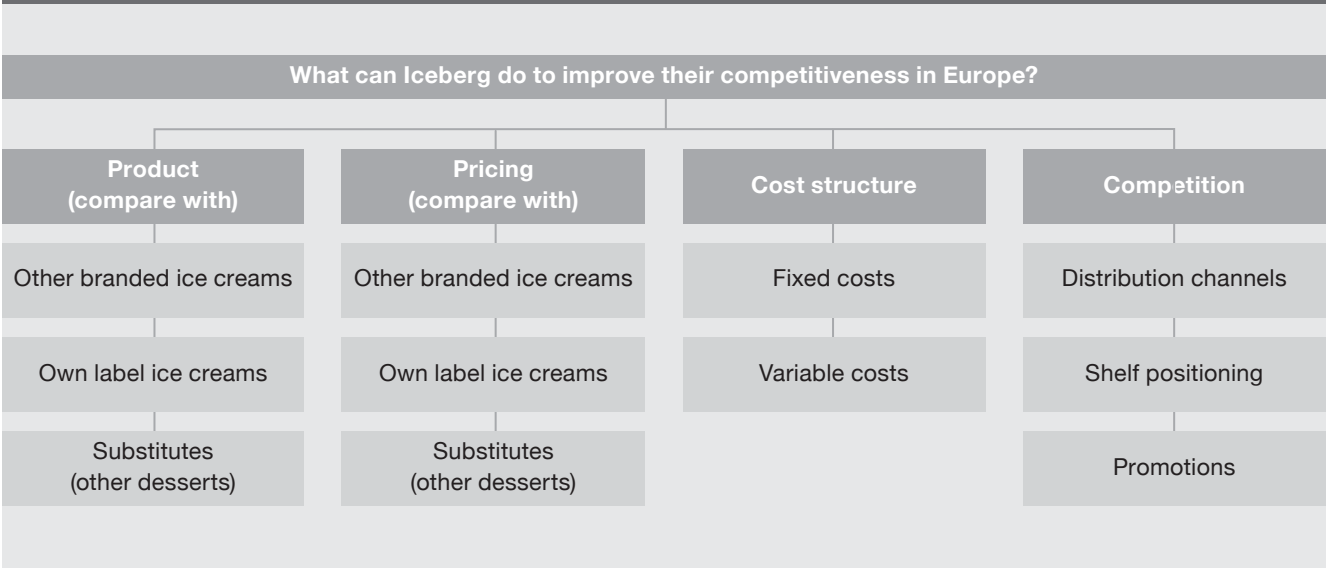 What can Iceberg do to improve their competitiveness in Europe?
Product
(compare with)
Other branded ice creams
Own label ice creams
Substitutes
(other desserts)
Pricing
(compare with)
Other branded ice creams
Own label ice creams
Substitutes
(other desserts)
Cost structure
Fixed costs
Variable costs
Competition
Distribution channels
Shelf positioning
Promotions